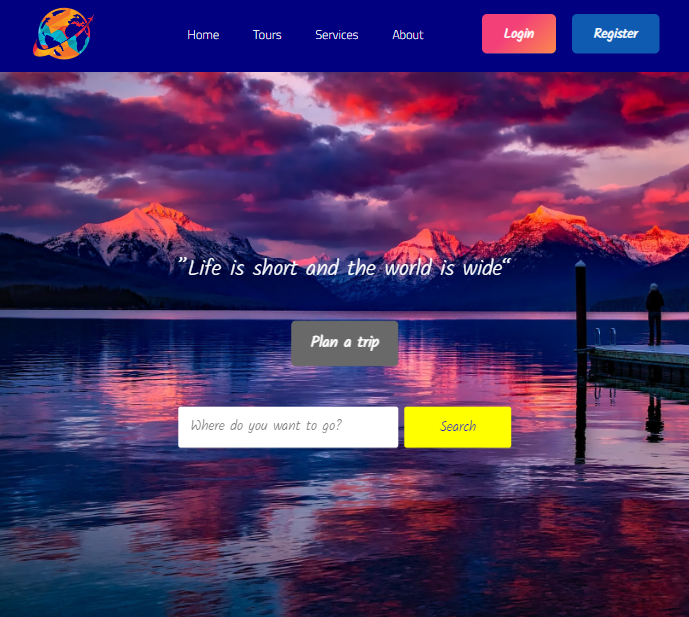 Home Tours Services About Login Register
”Life is short and the world is wide“
Plan a trip
Where do you want to go? Search